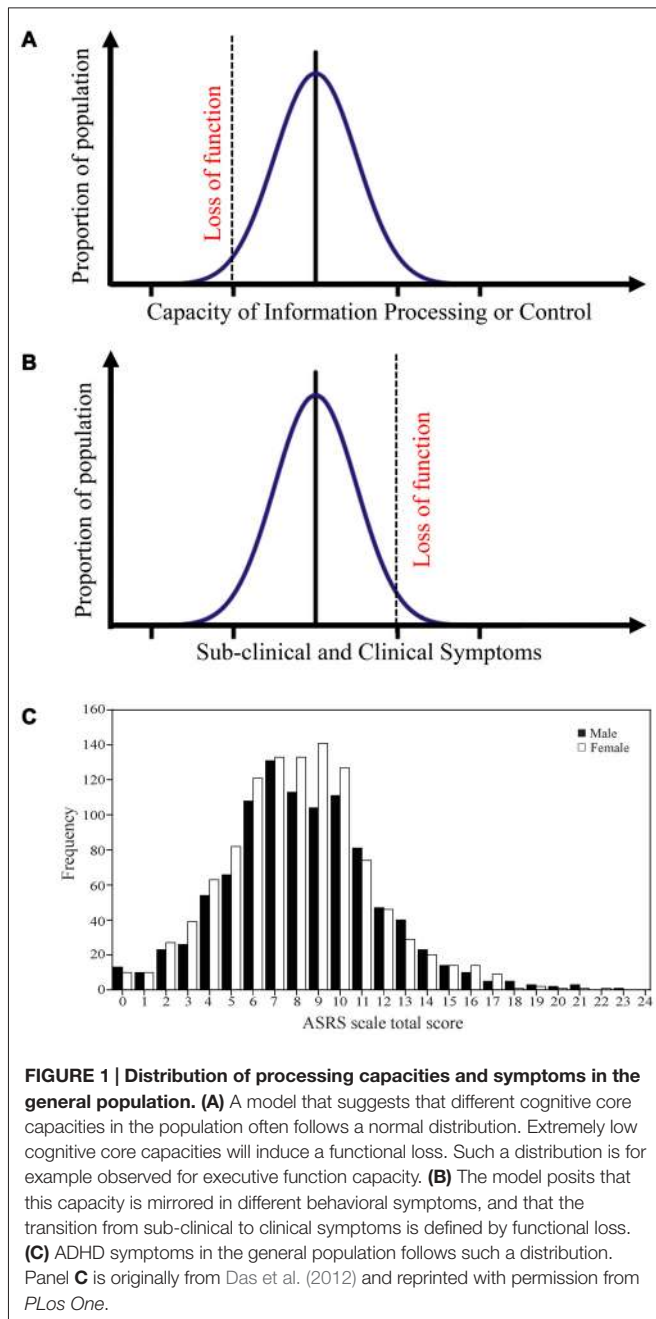 A
Proportion of population
Loss of function
Capacity of Information Processing or Control
B
Proportion of population
Loss of function
Sub-clinical and Clinical Symptoms
C
160
140
120
100
80
60
40
20
0
Frequency
Male
Female
0 1 2 3 4 5 6 7 8 9 10 11 12 13 14 15 16 17 18 19 20 21 22 23 24
ASRS scale total score
FIGURE 1 | Distribution of processing capacities and symptoms in the
general population. (A) A model that suggests that different cognitive core
capacities in the population often follows a normal distribution. Extremely low
cognitive core capacities will induce a functional loss. Such a distribution is for
example observed for executive function capacity. (B) The model posits that
this capacity is mirrored in different behavioral symptoms, and that the
transition from sub-clinical to clinical symptoms is defined by functional loss.
(C) ADHD symptoms in the general population follows such a distribution.
Panel C is originally from Das et al. (2012) and reprinted with permission from
PLos One.